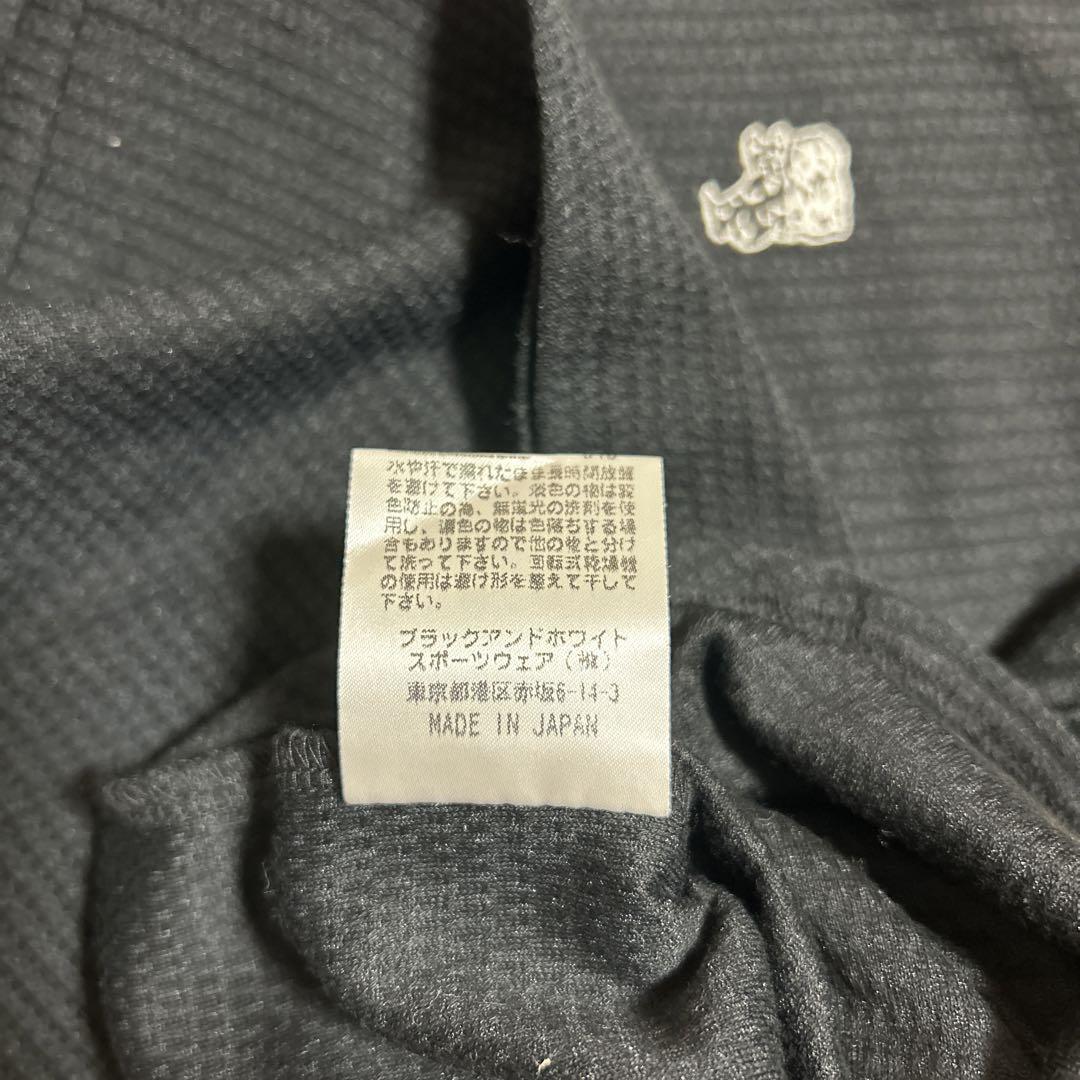 水や汗で濡れたまま長時間放置
を避けて下さい。淡色の物は変
色防止の為、無蛍光の洗剤を使
用し、濃色の物は色落ちする場
合もありますので他の物と分け
て洗って下さい。回転式乾燥機
の使用は避け形を整えて干して
下さい。
ブラックアンドホワイト
スポーツウェア(株)
東京都港区赤坂6-14-3
MADE IN JAPAN